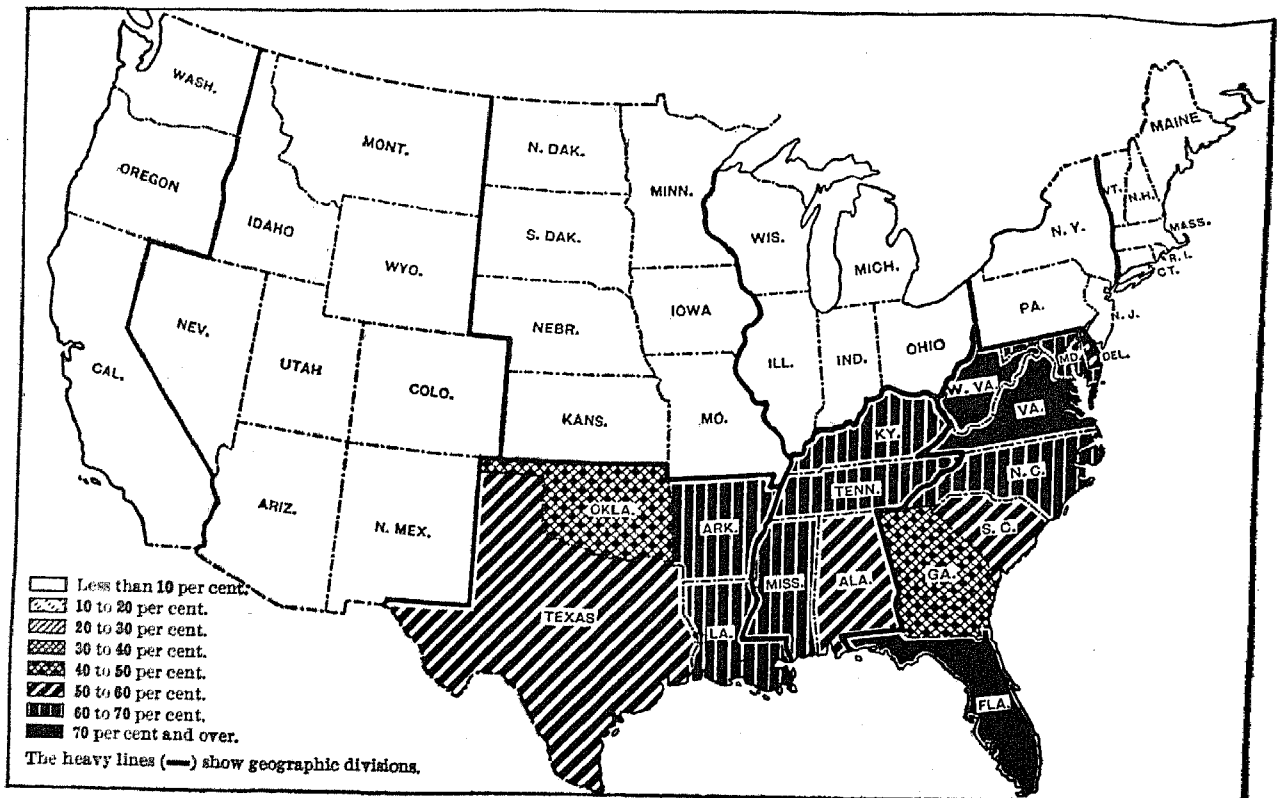 WASH.
MONT.
N. DAK.
MINN.
OREGON
IDAHO
WYO.
S. DAK.
WIS.
MICH.
N. Y.
VT.
N.H.
MAINE
MASS.
R. I.
CT.
NEV.
UTAH
COLO.
NEBR.
IOWA
ILL.
IND.
OHIO
PA.
N. J.
CAL.
KANS.
MO.
W. VA.
MD.
DEL.
VA.
KY.
ARIZ.
N. MEX.
OKLA.
ARK.
TENN.
N. C.
S. C.
TEXAS
LA.
MISS.
ALA.
GA.
FLA.
Less than 10 per cent.
10 to 20 per cent.
20 to 30 per cent.
30 to 40 per cent.
40 to 50 per cent.
50 to 60 per cent.
60 to 70 per cent.
70 per cent and over.
The heavy lines (▬) show geographic divisions.